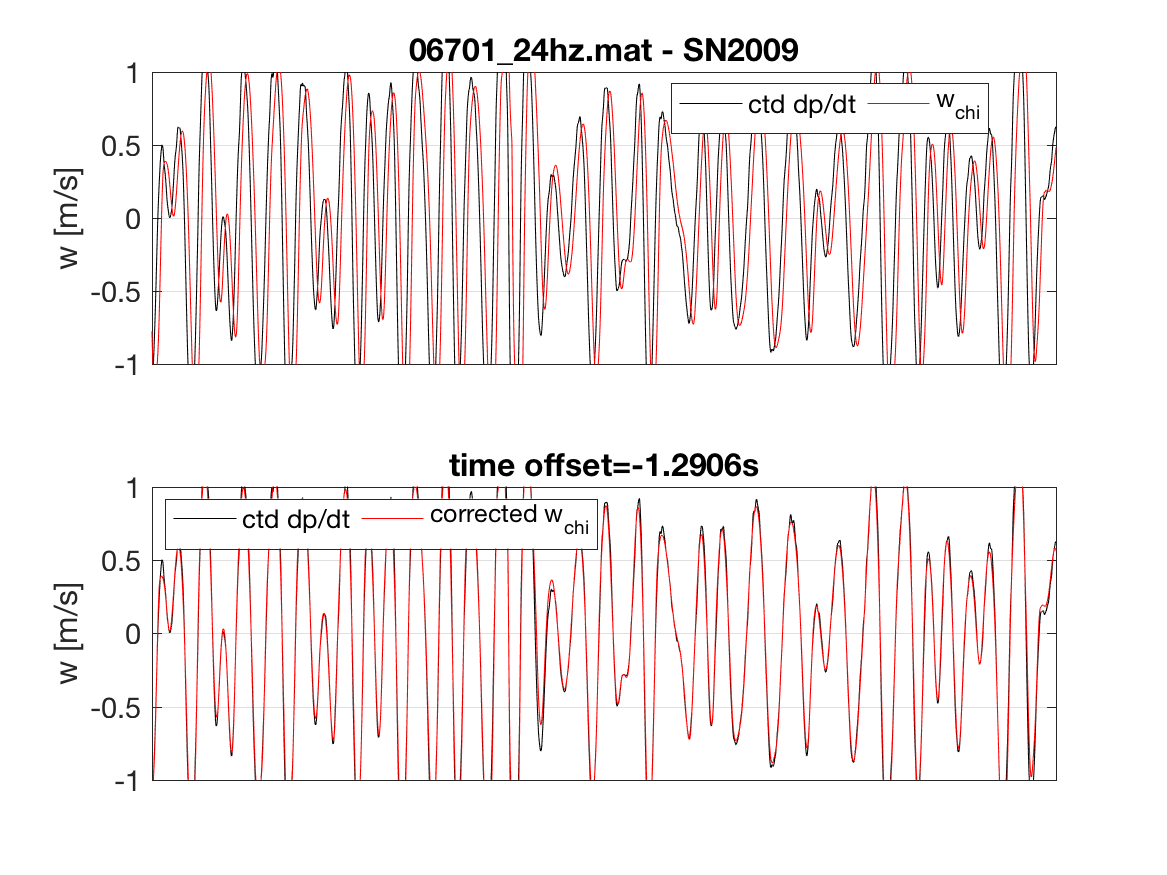 06701_24hz.mat - SN2009
1
0.5
0
-0.5
-1
w [m/s]
ctd dp/dt w_chi
time offset=-1.2906s
1
0.5
0
-0.5
-1
w [m/s]
ctd dp/dt corrected w_chi